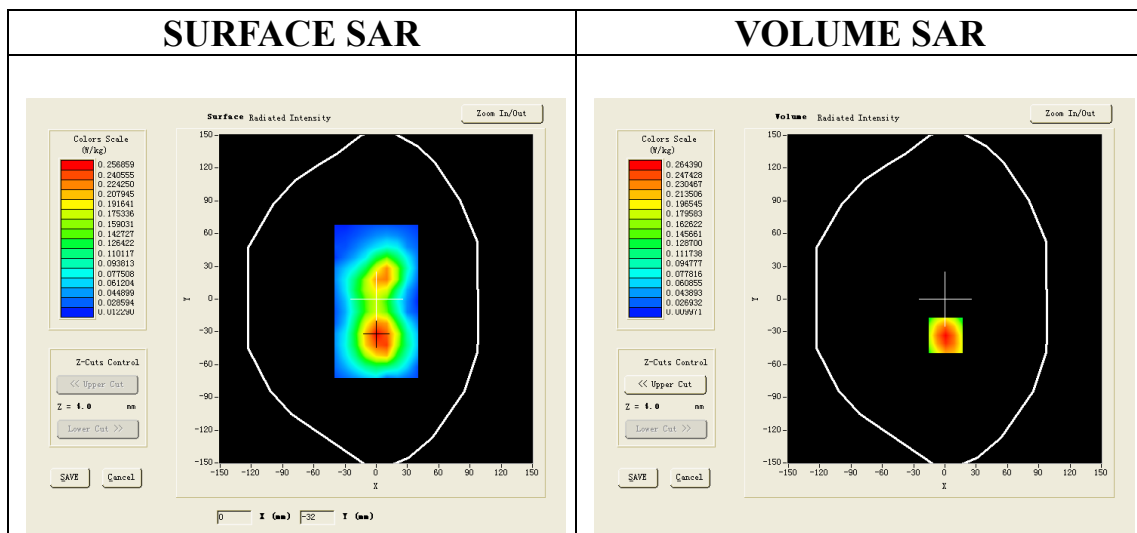 SURFACE SAR
VOLUME SAR
Surface Radiated Intensity
Zoom In/Out
Colors Scale
(W/kg)
0.256859
0.240555
0.224250
0.207945
0.191641
0.175336
0.159031
0.142727
0.126422
0.110117
0.093813
0.077508
0.061204
0.044899
0.028594
0.012290
Z-Cuts Control
<< Upper Cut
Z = 4.0 mm
Lower Cut >>
SAVE
Cancel
150
120
90
60
30
0
-30
-60
-90
-120
-150
Y
-150 -120 -90 -60 -30 0 30 60 90 120 150
X
0 X (mm) -32 Y (mm)
Volume Radiated Intensity
Zoom In/Out
Colors Scale
(W/kg)
0.264390
0.247428
0.230467
0.213506
0.196545
0.179583
0.162622
0.145661
0.128700
0.111738
0.094777
0.077816
0.060855
0.043893
0.026932
0.009971
Z-Cuts Control
<< Upper Cut
Z = 4.0 mm
Lower Cut >>
SAVE
Cancel
150
120
90
60
30
0
-30
-60
-90
-120
-150
Y
-150 -120 -90 -60 -30 0 30 60 90 120 150
X